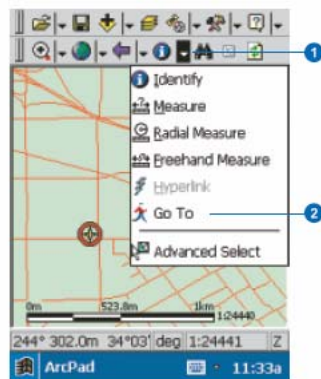 1
Identify
Measure
Radial Measure
Freehand Measure
Hyperlink
Go To
2
Advanced Select
0m 523.8m 1km
1:24440
244° 302.0m 34°03' deg 1:24441 Z
ArcPad 11:33a